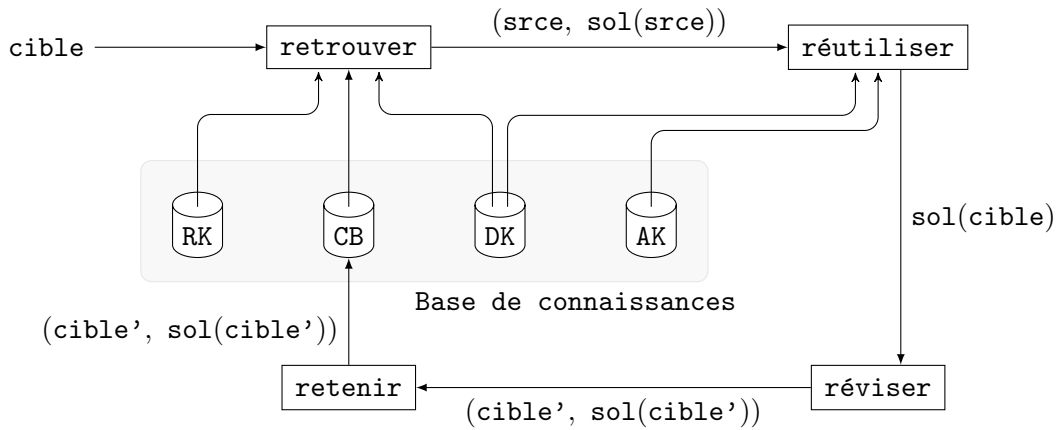 (srce, sol(srce))
cible
retrouver
réutiliser
RK
CB
DK
AK
sol(cible)
Base de connaissances
(cible', sol(cible'))
retenir
réviser
(cible', sol(cible'))